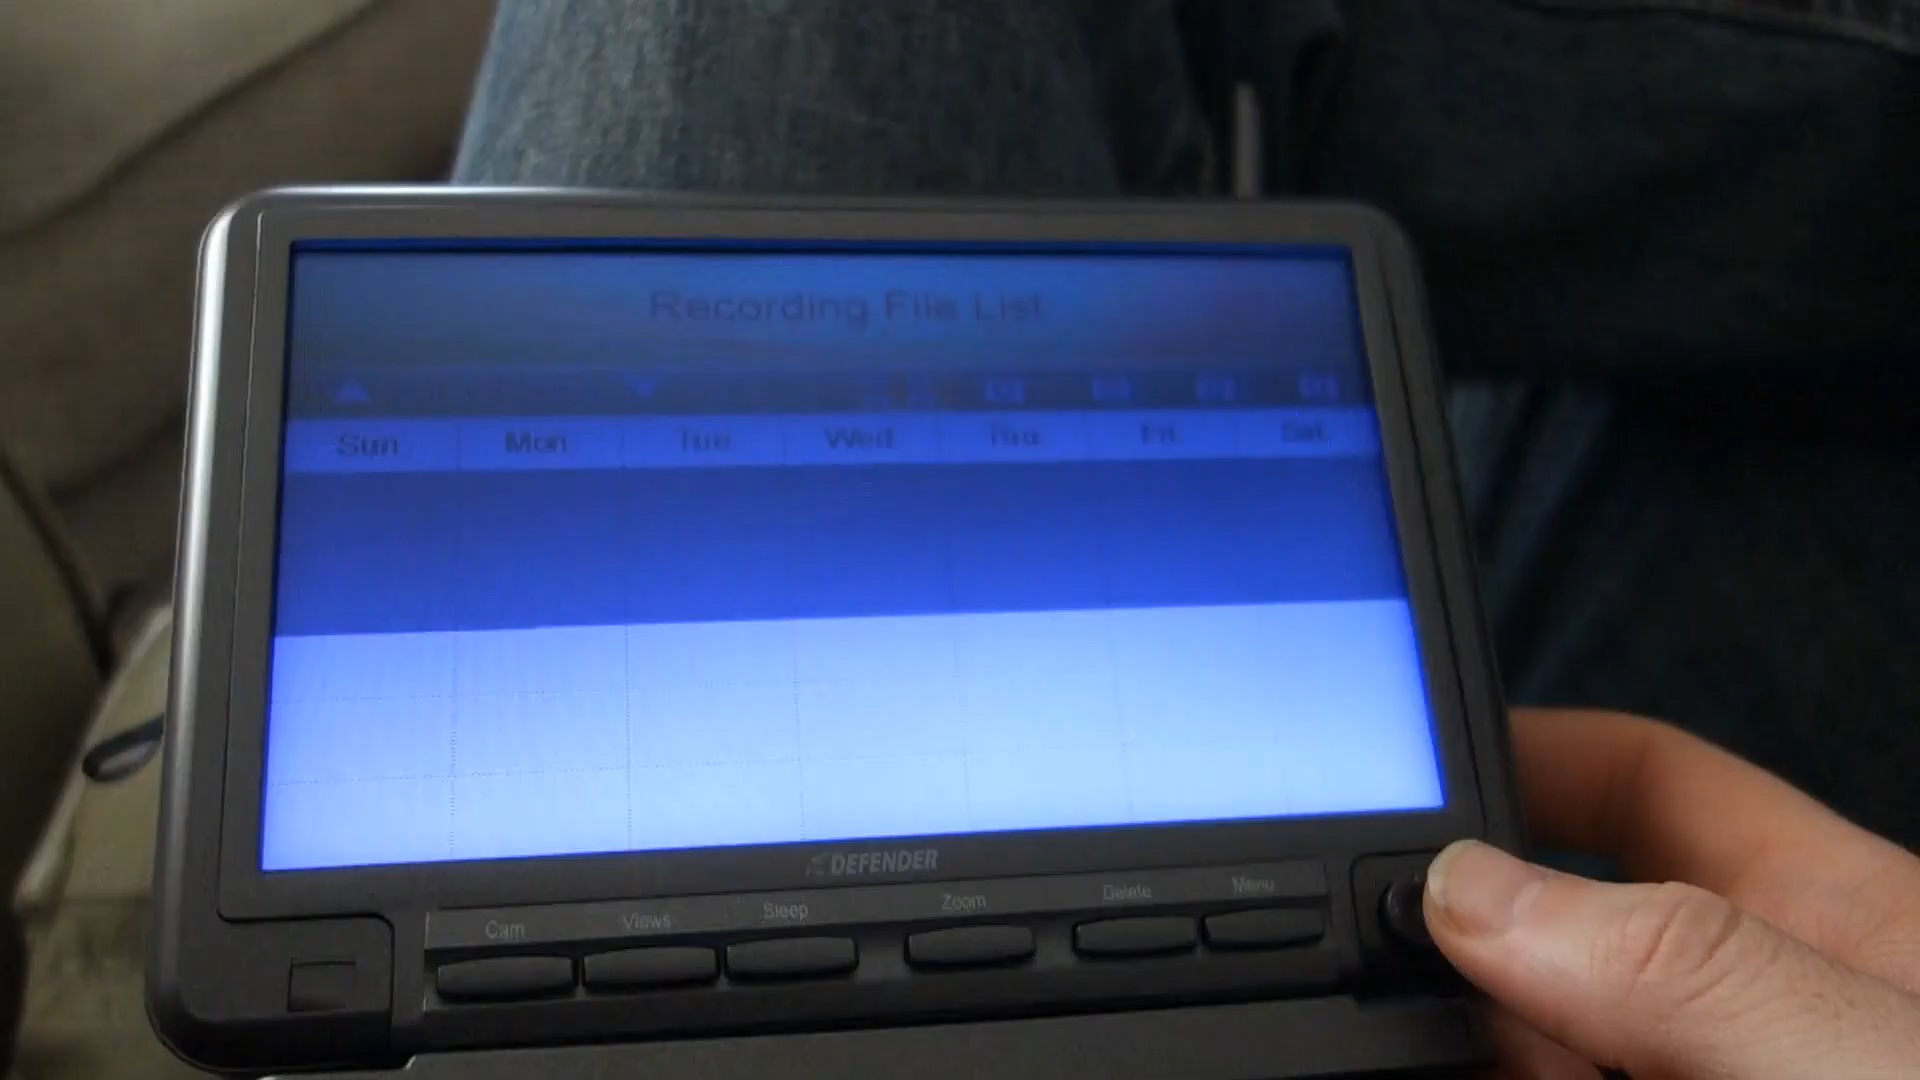 Recording File List
Sun Mon Tue Wed Thu Fri Sat
DEFENDER
Cam Views Sleep Zoom Delete Menu